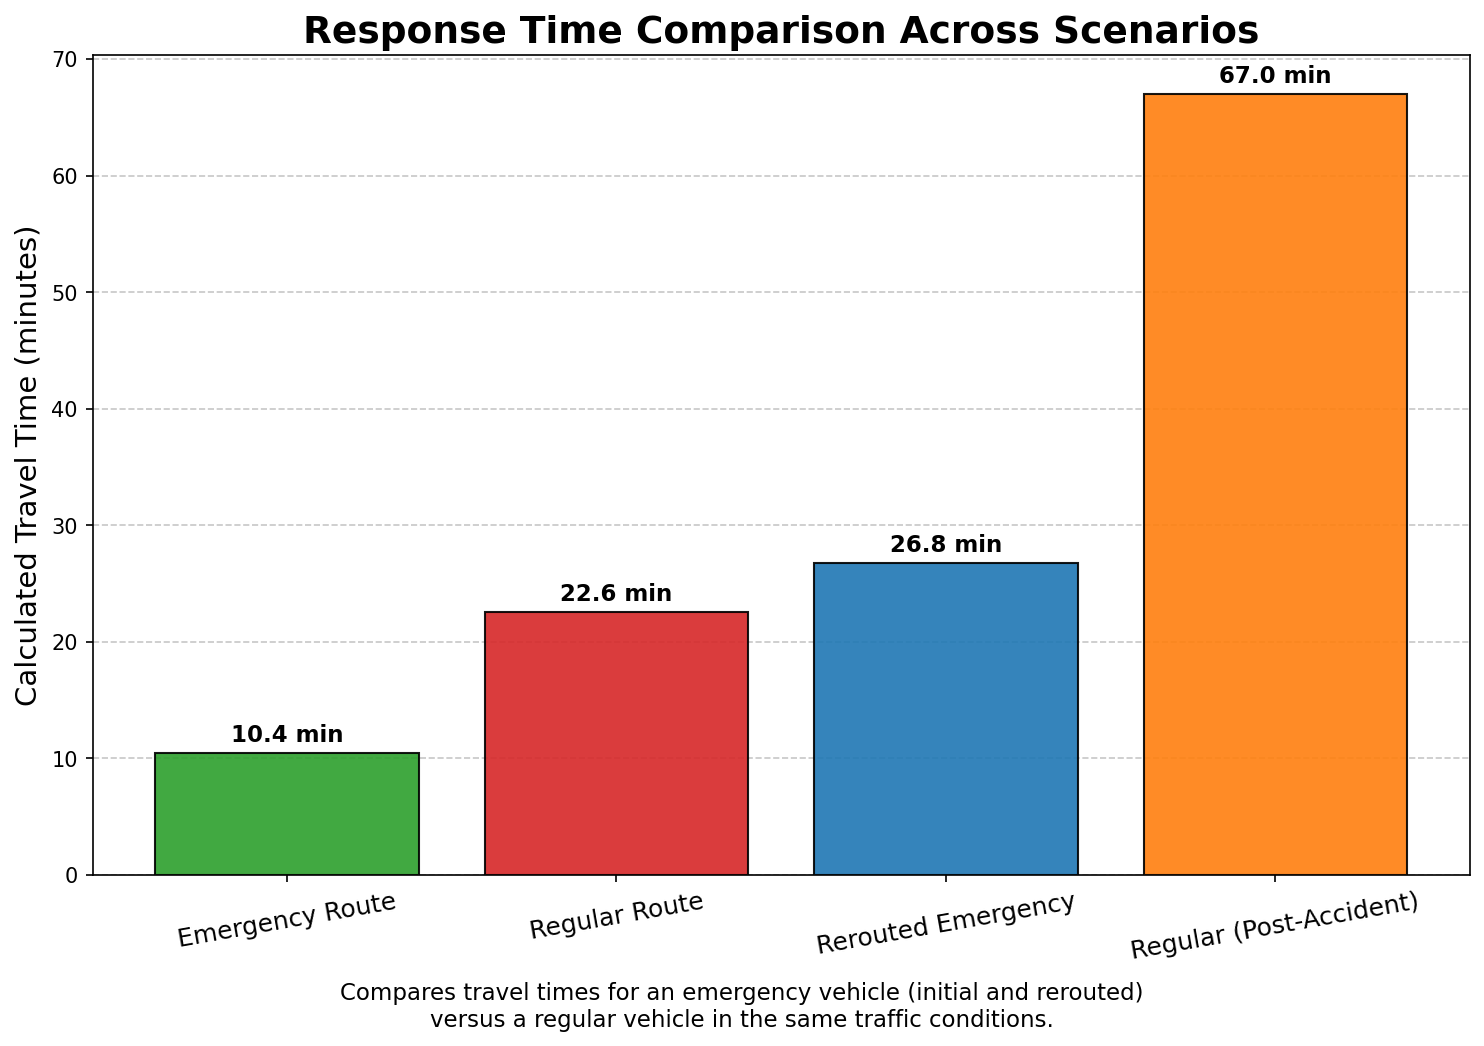 Response Time Comparison Across Scenarios
Calculated Travel Time (minutes)
70
60
50
40
30
20
10
0
10.4 min
22.6 min
26.8 min
67.0 min
Emergency Route
Regular Route
Rerouted Emergency
Regular (Post-Accident)
Compares travel times for an emergency vehicle (initial and rerouted)
versus a regular vehicle in the same traffic conditions.